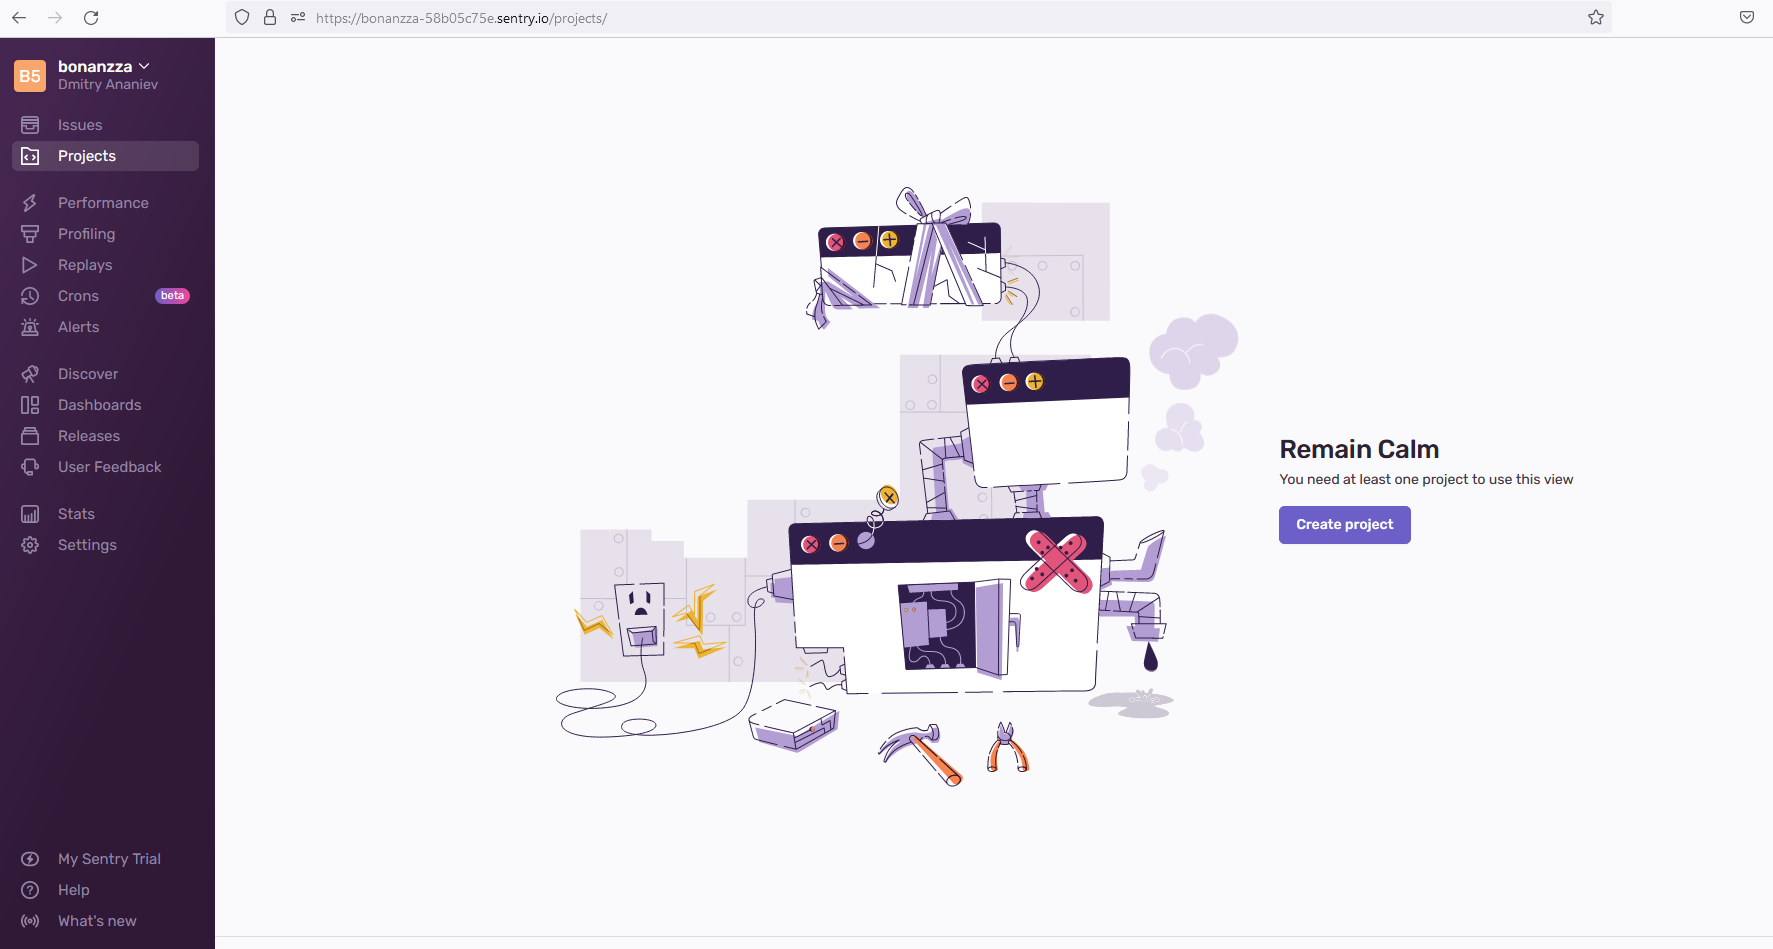 https://bonanzza-58b05c75e.sentry.io/projects/
B5
bonanzza
Dmitry Ananiev
Issues
Projects
Performance
Profiling
Replays
Crons
beta
Alerts
Discover
Dashboards
Releases
User Feedback
Stats
Settings
My Sentry Trial
Help
What's new
Remain Calm
You need at least one project to use this view
Create project